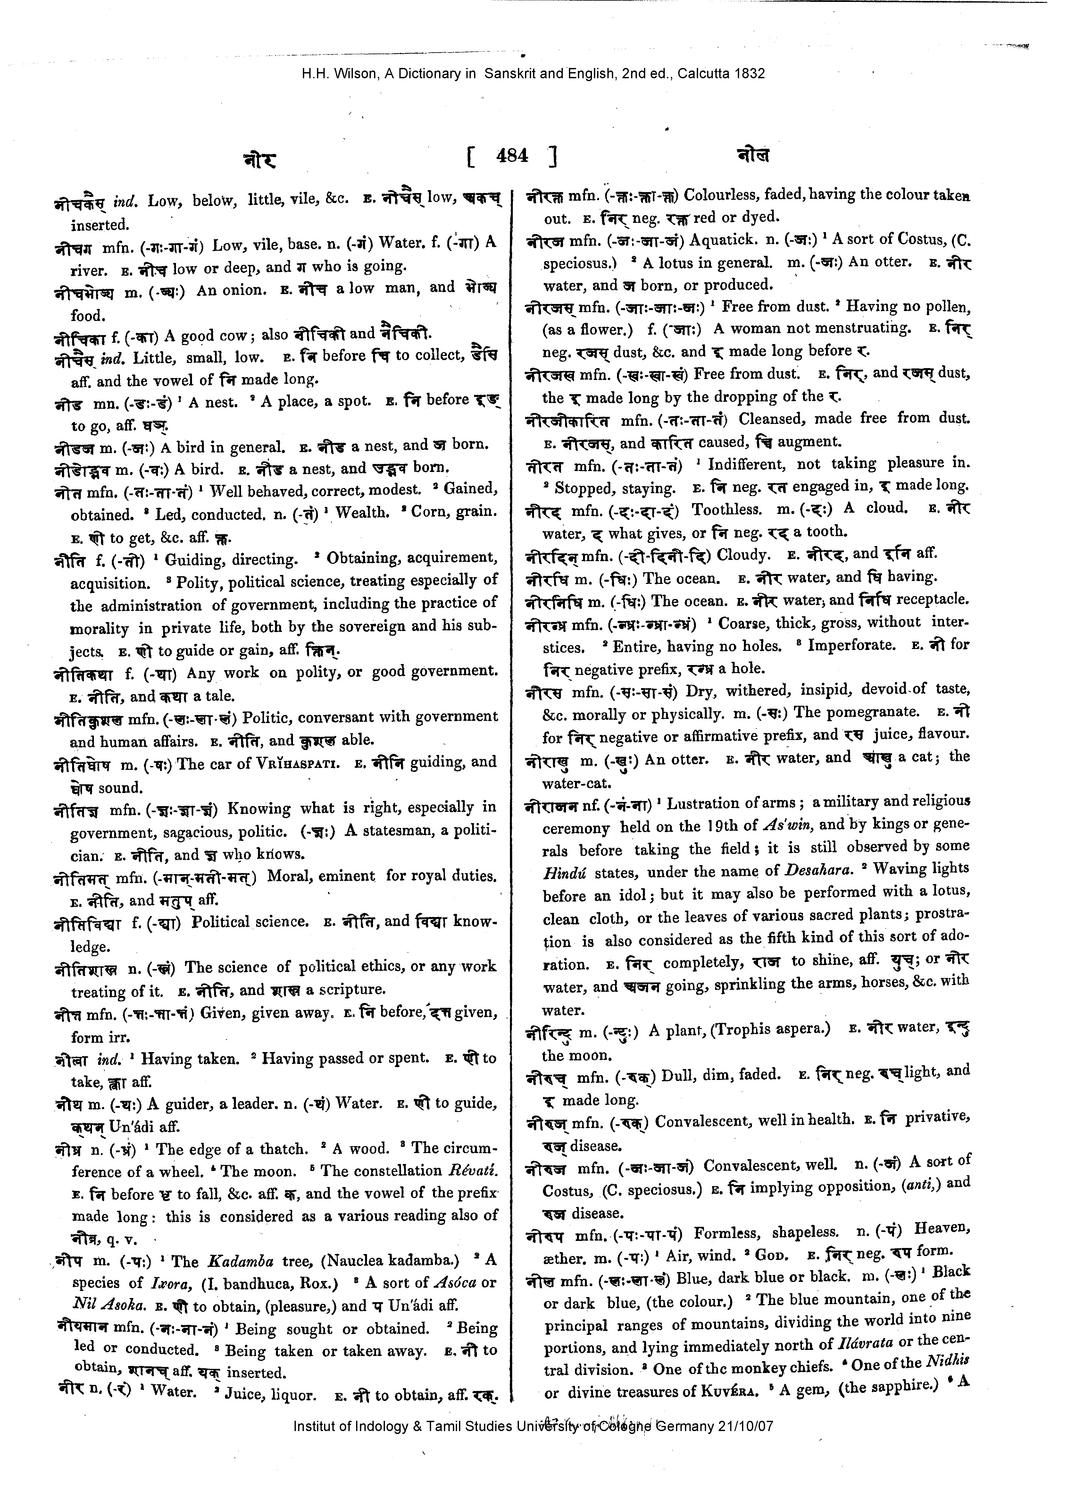 H.H. Wilson, A Dictionary in Sanskrit and English, 2nd ed., Calcutta 1832
नीर
[ 484 ]
नील
नीचकैस् ind. Low, below, little, vile, &c. E. नीचैस् low, अकच्
inserted.
नीचग mfn. (-गः-गा-गं) Low, vile, base. n. (-गं) Water. f. (-गा) A
river. E. नीच low or deep, and ग who is going.
नीचभोज्य m. (-ज्यः) An onion. E. नीच a low man, and भोज्य
food.
नीचिका f. (-का) A good cow; also नीचिकी and नैचिकी.
नीचैस् ind. Little, small, low. E. नि before चि to collect, डैसि
aff. and the vowel of नि made long.
नीड mn. (-डः-डं) ¹ A nest. ² A place, a spot. E. नि before इङ्
to go, aff. घञ्.
नीडज m. (-जः) A bird in general. E. नीड a nest, and ज born.
नीडोद्भव m. (-वः) A bird. E. नीड a nest, and उद्भव born.
नीत mfn. (-तः-ता-तं) ¹ Well behaved, correct, modest. ² Gained,
obtained. ³ Led, conducted. n. (-तं) ¹ Wealth. ² Corn, grain.
E. णी to get, &c. aff. क्त.
नीति f. (-ती) ¹ Guiding, directing. ² Obtaining, acquirement,
acquisition. ³ Polity, political science, treating especially of
the administration of government, including the practice of
morality in private life, both by the sovereign and his sub-
jects. E. णी to guide or gain, aff. क्तिन्.
नीतिकथा f. (-था) Any work on polity, or good government.
E. नीति, and कथा a tale.
नीतिकुशल mfn. (-लः-ला-लं) Politic, conversant with government
and human affairs. E. नीति, and कुशल able.
नीतिघोष m. (-षः) The car of VRĬHASPATI. E. नीति guiding, and
घोष sound.
नीतिज्ञ mfn. (-ज्ञः-ज्ञा-ज्ञं) Knowing what is right, especially in
government, sagacious, politic. (-ज्ञः) A statesman, a politi-
cian. E. नीति, and ज्ञ who knows.
नीतिमत् mfn. (-मान्-मती-मत्) Moral, eminent for royal duties.
E. नीति, and मतुप् aff.
नीतिविद्या f. (-द्या) Political science. E. नीति, and विद्या know-
ledge.
नीतिशास्त्र n. (-स्त्रं) The science of political ethics, or any work
treating of it. E. नीति, and शास्त्र a scripture.
नीत्त mfn. (-त्तः-त्ता-त्तं) Given, given away. E. नि before, दत्त given,
form irr.
नीत्वा ind. ¹ Having taken. ² Having passed or spent. E. णी to
take, क्त्वा aff.
नीथ m. (-थः) A guider, a leader. n. (-थं) Water. E. णी to guide,
क्थन् Un'ádi aff.
नीध्र n. (-ध्रं) ¹ The edge of a thatch. ² A wood. ³ The circum-
ference of a wheel. ⁴ The moon. ⁵ The constellation Révatí.
E. नि before धृ to fall, &c. aff. क, and the vowel of the prefix
made long: this is considered as a various reading also of
नीव्र, q. v.
नीप m. (-पः) ¹ The Kadamba tree, (Nauclea kadamba.) ² A
species of Ixora, (I. bandhuca, Rox.) ³ A sort of Asóca or
Nil Asoka. E. णी to obtain, (pleasure,) and प Un'ádi aff.
नीयमान mfn. (-नः-ना-नं) ¹ Being sought or obtained. ² Being
led or conducted. ³ Being taken or taken away. E. नी to
obtain, शानच् aff. यक् inserted.
नीर n. (-रं) ¹ Water. ² Juice, liquor. E. नी to obtain, aff. रक्.
नीरक्त mfn. (-क्तः-क्ता-क्तं) Colourless, faded, having the colour taken
out. E. निर् neg. रक्त red or dyed.
नीरज mfn. (-जः-जा-जं) Aquatick. n. (-जः) ¹ A sort of Costus, (C.
speciosus.) ² A lotus in general. m. (-जः) An otter. E. नीर
water, and ज born, or produced.
नीरजस् mfn. (-जाः-जाः-जः) ¹ Free from dust. ² Having no pollen,
(as a flower.) f. (-जाः) A woman not menstruating. E. निर्
neg. रजस् dust, &c. and इ made long before र.
नीरजस्ख mfn. (-खः-खा-खं) Free from dust. E. निर्, and रजस् dust,
the इ made long by the dropping of the र.
नीरजीकारित mfn. (-तः-ता-तं) Cleansed, made free from dust.
E. नीरजस्, and कारित caused, च्वि augment.
नीरत mfn. (-तः-ता-तं) ¹ Indifferent, not taking pleasure in.
² Stopped, staying. E. नि neg. रत engaged in, इ made long.
नीरद mfn. (-दः-दा-दं) Toothless. m. (-दः) A cloud. E. नीर
water, द what gives, or नि neg. रद a tooth.
नीरदिन् mfn. (-दी-दिनी-दि) Cloudy. E. नीरद, and इनि aff.
नीरधि m. (-धिः) The ocean. E. नीर water, and धि having.
नीरनिधि m. (-धिः) The ocean. E. नीर water, and निधि receptacle.
नीरन्ध्र mfn. (-न्ध्रः-न्ध्रा-न्ध्रं) ¹ Coarse, thick, gross, without inter-
stices. ² Entire, having no holes. ³ Imperforate. E. नी for
निर् negative prefix, रन्ध्र a hole.
नीरस mfn. (-सः-सा-सं) Dry, withered, insipid, devoid of taste,
&c. morally or physically. m. (-सः) The pomegranate. E. नी
for निर् negative or affirmative prefix, and रस juice, flavour.
नीराखु m. (-खुः) An otter. E. नीर water, and आखु a cat; the
water-cat.
नीराजन nf. (-नं-ना) ¹ Lustration of arms; a military and religious
ceremony held on the 19th of As'win, and by kings or gene-
rals before taking the field; it is still observed by some
Hindú states, under the name of Desahara. ² Waving lights
before an idol; but it may also be performed with a lotus,
clean cloth, or the leaves of various sacred plants; prostra-
tion is also considered as the fifth kind of this sort of ado-
ration. E. निर् completely, राज to shine, aff. युच्; or नीर
water, and अजन going, sprinkling the arms, horses, &c. with
water.
नीरिन्दु m. (-न्दुः) A plant, (Trophis aspera.) E. नीर water, इन्दु
the moon.
नीरुच् mfn. (-रुक्) Dull, dim, faded. E. निर् neg. रुच् light, and
इ made long.
नीरुज् mfn. (-रुक्) Convalescent, well in health. E. नि privative,
रुज् disease.
नीरुज mfn. (-जः-जा-जं) Convalescent, well. n. (-जं) A sort of
Costus, (C. speciosus.) E. नि implying opposition, (anti,) and
रुज disease.
नीरूप mfn. (-पः-पा-पं) Formless, shapeless. n. (-पं) Heaven,
æther. m. (-पः) ¹ Air, wind. ² GOD. E. निर् neg. रूप form.
नील mfn. (-लः-ला-लं) Blue, dark blue or black. m. (-लः) ¹ Black
or dark blue, (the colour.) ² The blue mountain, one of the
principal ranges of mountains, dividing the world into nine
portions, and lying immediately north of Ilávrata or the cen-
tral division. ³ One of the monkey chiefs. ⁴ One of the Nidhis
or divine treasures of KUVÉRA. ⁵ A gem, (the sapphire.) ⁶ A
Institut of Indology & Tamil Studies University of Cologne Germany 21/10/07